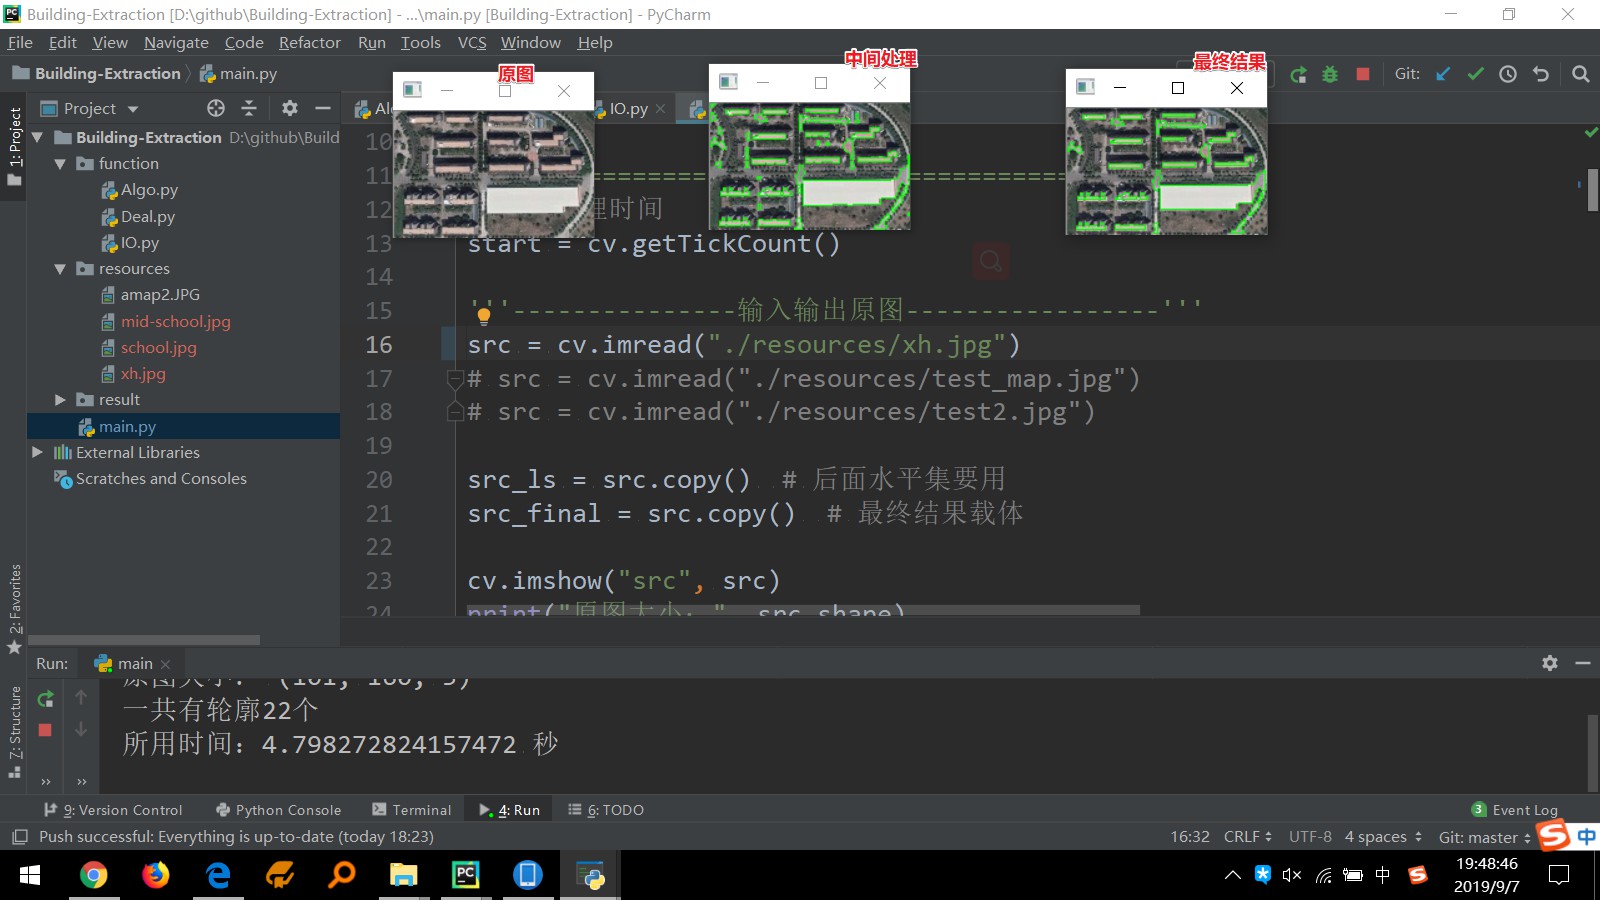 Building-Extraction [D:\github\Building-Extraction] - ...\main.py [Building-Extraction] - PyCharm
File Edit View Navigate Code Refactor Run Tools VCS Window Help
Building-Extraction main.py
原图
中间处理
最终结果
Git:
Project
IO.py
1: Project
Building-Extraction D:\github\Build
function
Algo.py
Deal.py
IO.py
resources
amap2.JPG
mid-school.jpg
school.jpg
xh.jpg
result
main.py
External Libraries
Scratches and Consoles
10
11
12 理时间
13 start = cv.getTickCount()
14
15 '''---------------输入输出原图-----------------'''
16 src = cv.imread("./resources/xh.jpg")
17 # src = cv.imread("./resources/test_map.jpg")
18 # src = cv.imread("./resources/test2.jpg")
19
20 src_ls = src.copy() # 后面水平集要用
21 src_final = src.copy() # 最终结果载体
22
23 cv.imshow("src", src)
24 print("原图大小: ", src.shape)
2: Favorites
7: Structure
Run: main
一共有轮廓22个
所用时间: 4.798272824157472 秒
9: Version Control Python Console Terminal 4: Run 6: TODO 3 Event Log
Push successful: Everything is up-to-date (today 18:23) 16:32 CRLF UTF-8 4 spaces Git: master 中
中 19:48:46
2019/9/7